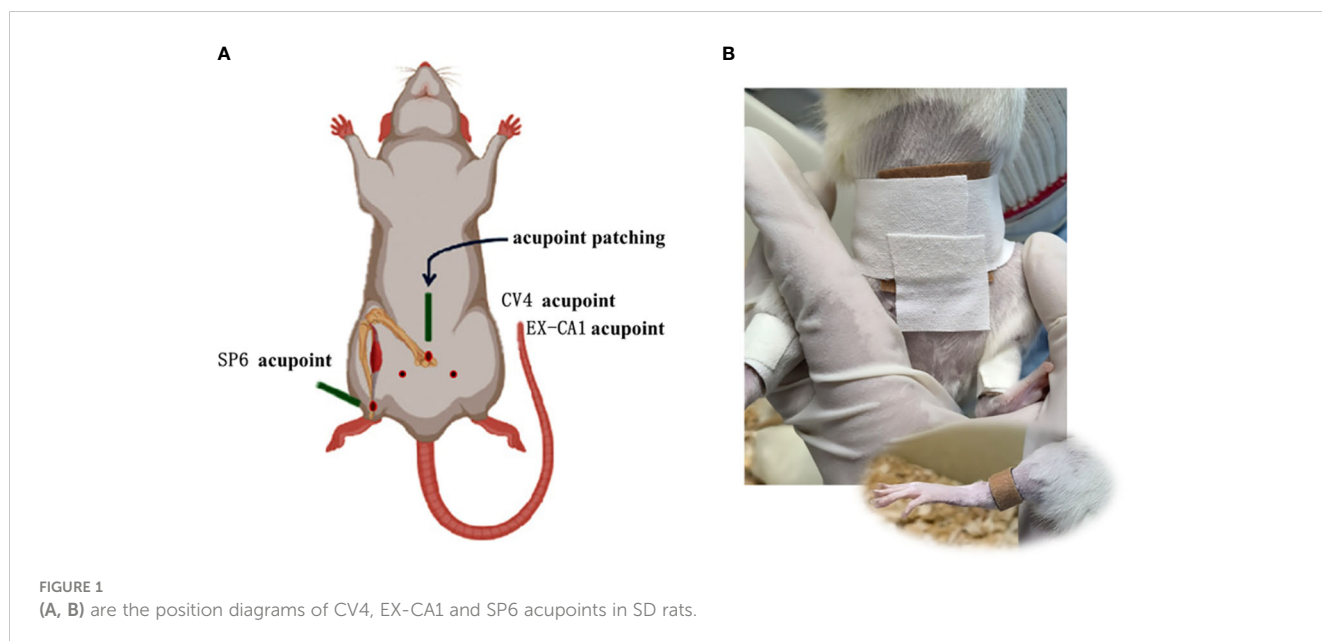 A
B
acupoint patching
CV4 acupoint
EX-CA1 acupoint
SP6 acupoint
FIGURE 1
(A, B) are the position diagrams of CV4, EX-CA1 and SP6 acupoints in SD rats.